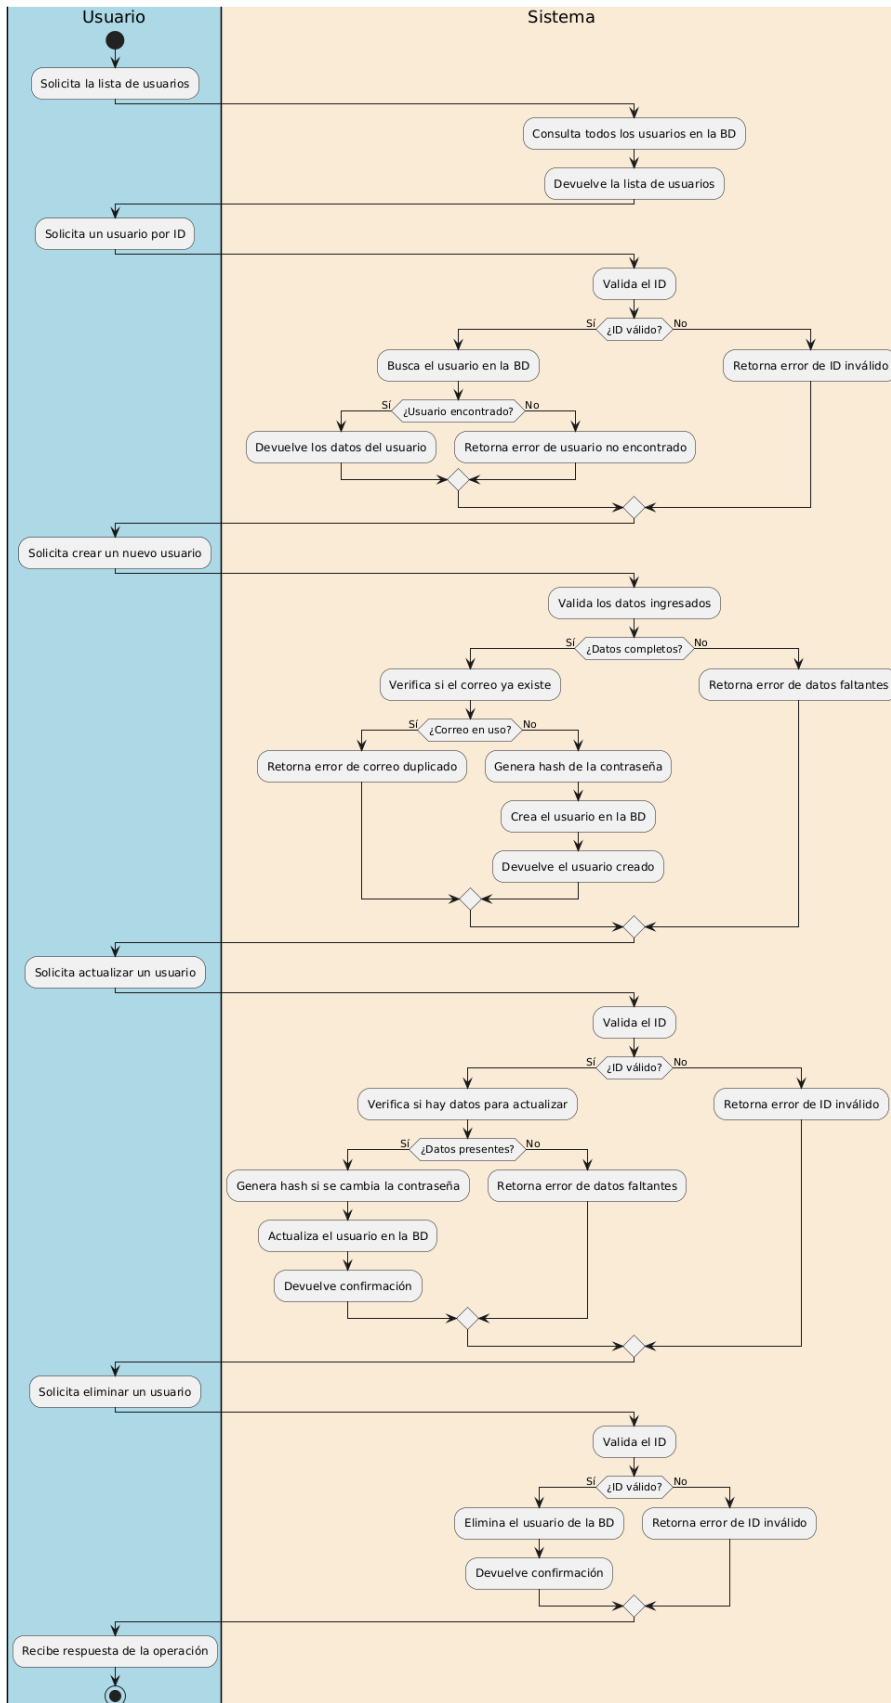 Usuario
Sistema
Solicita la lista de usuarios
Consulta todos los usuarios en la BD
Devuelve la lista de usuarios
Solicita un usuario por ID
Valida el ID
Sí
¿ID válido?
No
Busca el usuario en la BD
Retorna error de ID inválido
Sí
¿Usuario encontrado?
No
Devuelve los datos del usuario
Retorna error de usuario no encontrado
Solicita crear un nuevo usuario
Valida los datos ingresados
Sí
¿Datos completos?
No
Verifica si el correo ya existe
Retorna error de datos faltantes
Sí
¿Correo en uso?
No
Retorna error de correo duplicado
Genera hash de la contraseña
Crea el usuario en la BD
Devuelve el usuario creado
Solicita actualizar un usuario
Valida el ID
Sí
¿ID válido?
No
Verifica si hay datos para actualizar
Retorna error de ID inválido
Sí
¿Datos presentes?
No
Genera hash si se cambia la contraseña
Retorna error de datos faltantes
Actualiza el usuario en la BD
Devuelve confirmación
Solicita eliminar un usuario
Valida el ID
Sí
¿ID válido?
No
Elimina el usuario de la BD
Retorna error de ID inválido
Devuelve confirmación
Recibe respuesta de la operación